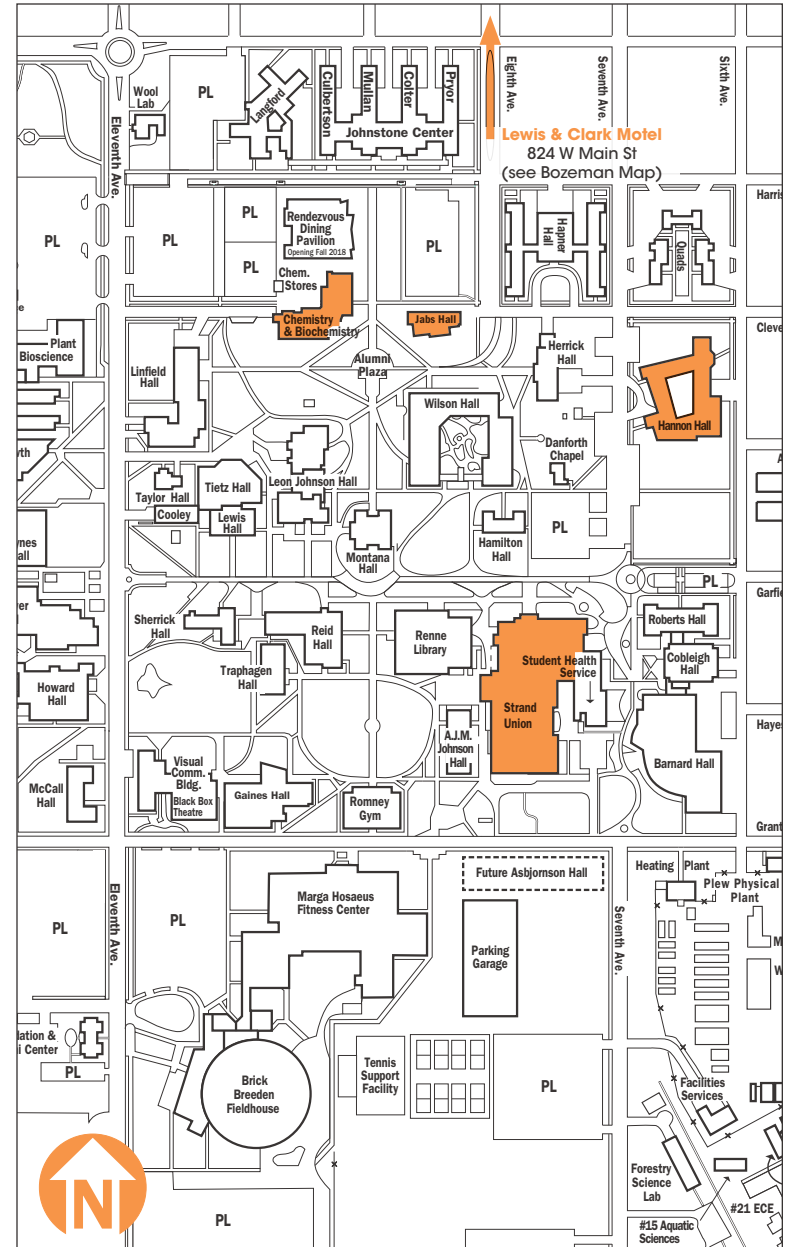 Eighth Ave.
Seventh Ave.
Sixth Ave.
Wool
Lab
PL
Langford
Culbertson
Mullan
Colter
Pryor
Johnstone Center
Eleventh Ave.
Lewis & Clark Motel
824 W Main St
(see Bozeman Map)
PL
PL
PL
PL
Rendezvous
Dining
Pavilion
Opening Fall 2018
PL
Hapner
Hall
Quads
Harris
Chem.
Stores
Chemistry
& Biochemistry
Jabs Hall
Cleve
Plant
Bioscience
Linfield
Hall
Alumni
Plaza
Herrick
Hall
Wilson Hall
Hannon Hall
yth
Danforth
Chapel
A
Taylor Hall
Tietz Hall
Leon Johnson Hall
Cooley
Lewis
Hall
Montana
Hall
Hamilton
Hall
PL
nes
all
PL
Garfie
er
Sherrick
Hall
Reid
Hall
Renne
Library
Roberts Hall
Traphagen
Hall
Student Health
Service
Cobleigh
Hall
Howard
Hall
Strand
Union
Hayes
A.J.M.
Johnson
Hall
Visual
Comm.
Bldg.
Black Box
Theatre
Barnard Hall
McCall
Hall
Gaines Hall
Romney
Gym
Grant
Future Asbjornson Hall
Heating Plant
Plew Physical
Plant
Eleventh Ave.
Marga Hosaeus
Fitness Center
Seventh Ave.
PL
PL
Parking
Garage
M
W
lation &
i Center
PL
Brick
Breeden
Fieldhouse
Tennis
Support
Facility
PL
Facilities
Services
N
PL
Forestry
Science
Lab
#21 ECE
#15 Aquatic
Sciences